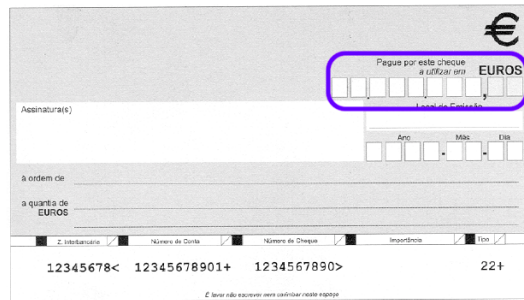 €
Pague por este cheque
a utilizar em EUROS
Assinatura(s)
Local de Emissão
Ano Mês Dia
à ordem de
a quantia de
EUROS
Z. Interbancária Número de Conta Número de Cheque Importância Tipo
12345678< 12345678901+ 1234567890> 22+
É favor não escrever nem carimbar neste espaço